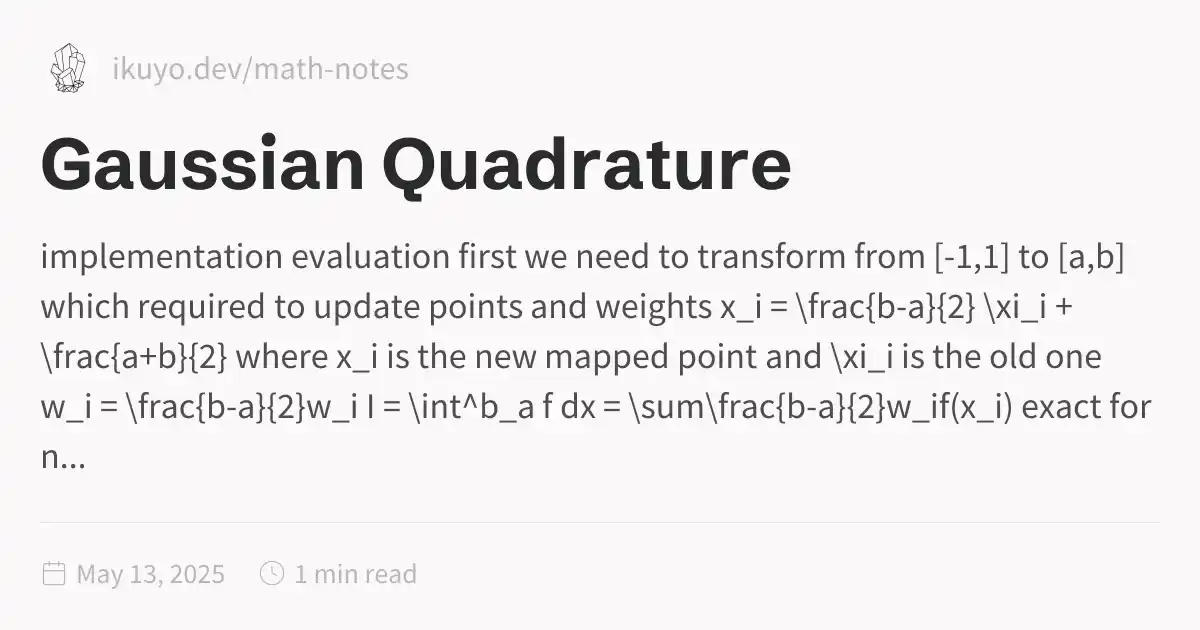 ikuyo.dev/math-notes
Gaussian Quadrature
implementation evaluation first we need to transform from [-1,1] to [a,b]
which required to update points and weights x_i = \frac{b-a}{2} \xi_i +
\frac{a+b}{2} where x_i is the new mapped point and \xi_i is the old one
w_i = \frac{b-a}{2}w_i I = \int^b_a f dx = \sum\frac{b-a}{2}w_if(x_i) exact for
n...
May 13, 2025 1 min read